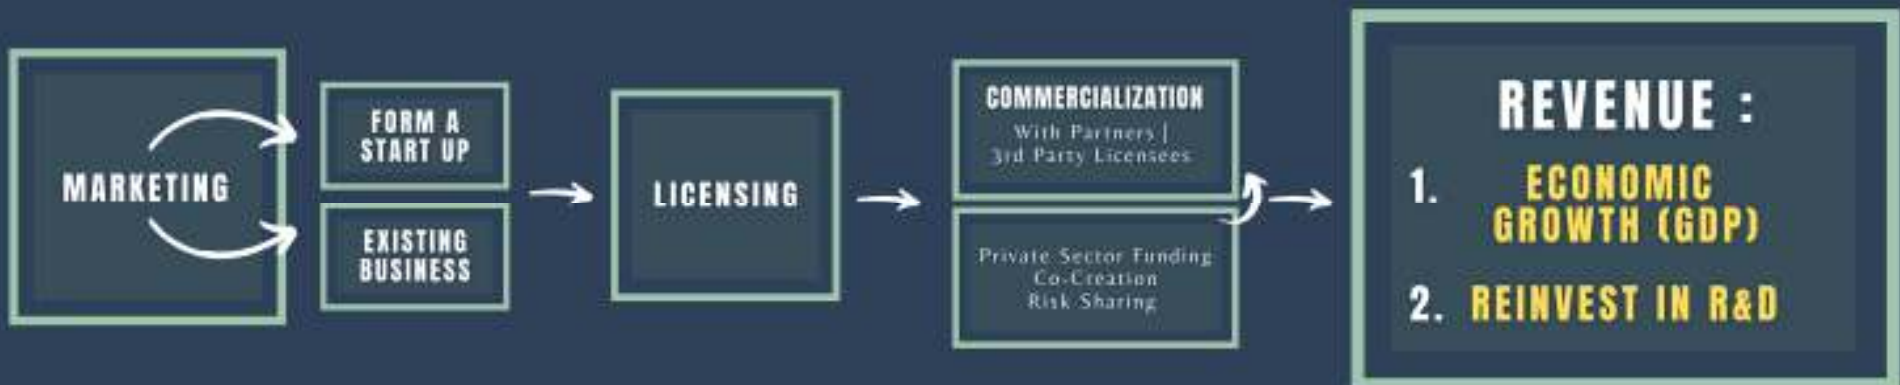 MARKETING
FORM A
START UP
EXISTING
BUSINESS
LICENSING
COMMERCIALIZATION
With Partners |
3rd Party Licensees
Private Sector Funding
Co-Creation
Risk Sharing
REVENUE :
1. ECONOMIC
GROWTH (GDP)
2. REINVEST IN R&D